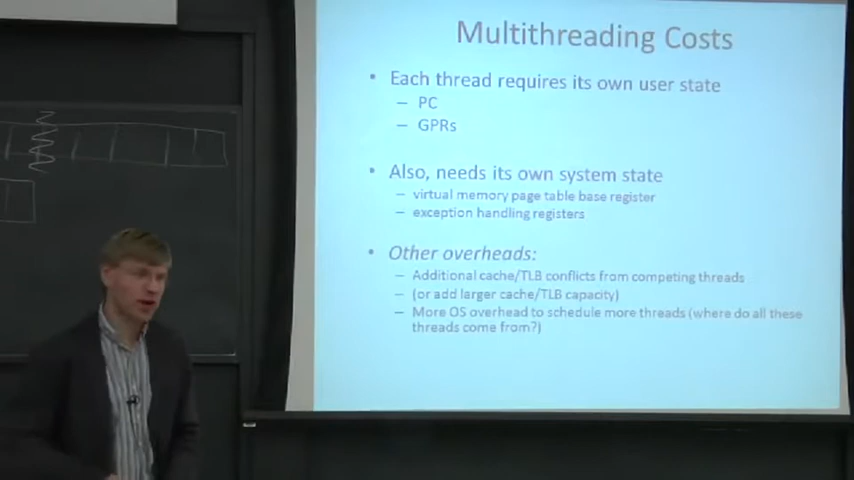 Multithreading Costs
• Each thread requires its own user state
– PC
– GPRs
• Also, needs its own system state
– virtual memory page table base register
– exception handling registers
• Other overheads:
– Additional cache/TLB conflicts from competing threads
– (or add larger cache/TLB capacity)
– More OS overhead to schedule more threads (where do all these
threads come from?)